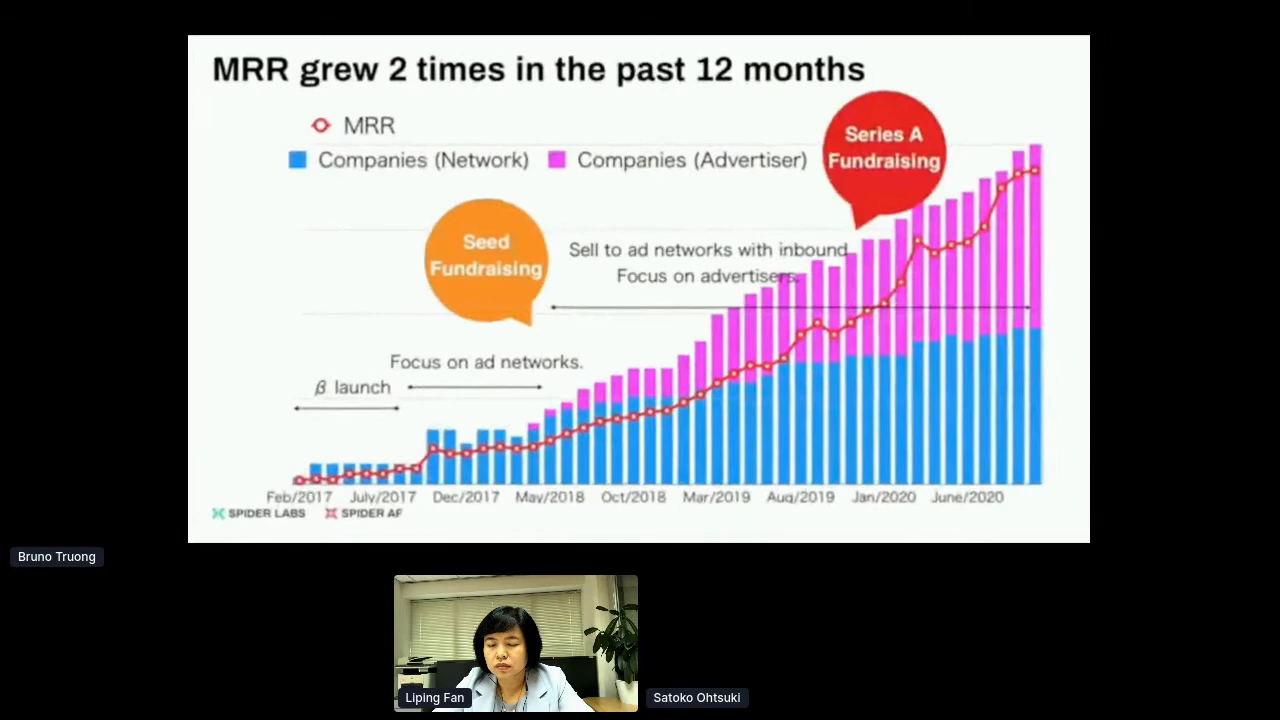 MRR grew 2 times in the past 12 months
MRR
Companies (Network)
Companies (Advertiser)
Series A
Fundraising
Seed
Fundraising
Sell to ad networks with inbound
Focus on advertisers.
Focus on ad networks.
β launch
Feb/2017 July/2017 Dec/2017 May/2018 Oct/2018 Mar/2019 Aug/2019 Jan/2020 June/2020
SPIDER LABS SPIDER AF
Bruno Truong
Liping Fan
Satoko Ohtsuki